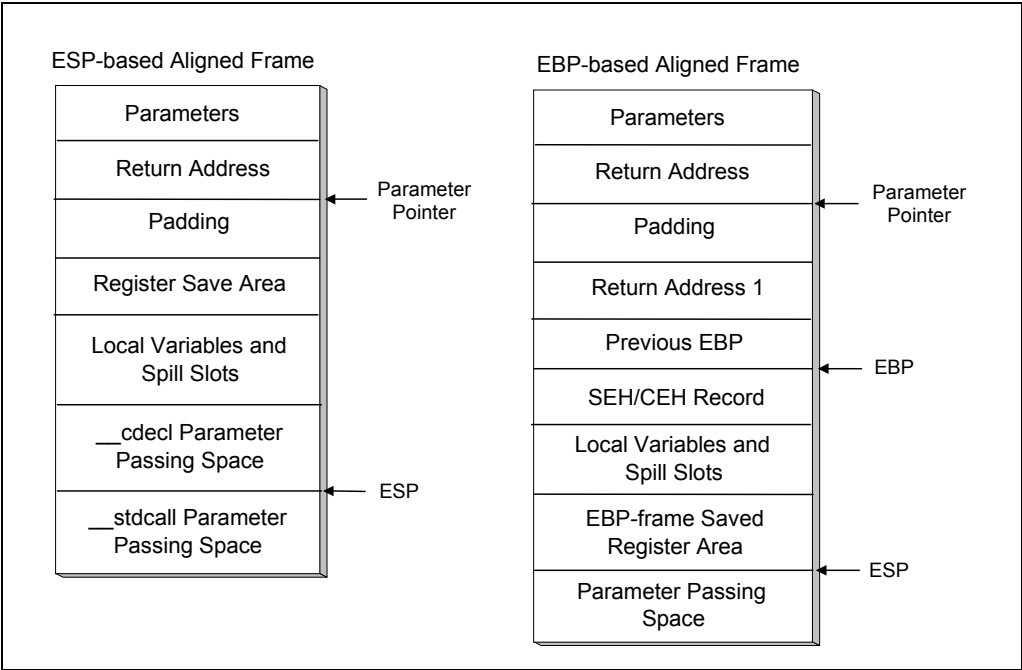 ESP-based Aligned Frame
Parameters
Return Address
Parameter
Pointer
Padding
Register Save Area
Local Variables and
Spill Slots
__cdecl Parameter
Passing Space
ESP
__stdcall Parameter
Passing Space
EBP-based Aligned Frame
Parameters
Return Address
Parameter
Pointer
Padding
Return Address 1
Previous EBP
EBP
SEH/CEH Record
Local Variables and
Spill Slots
EBP-frame Saved
Register Area
ESP
Parameter Passing
Space